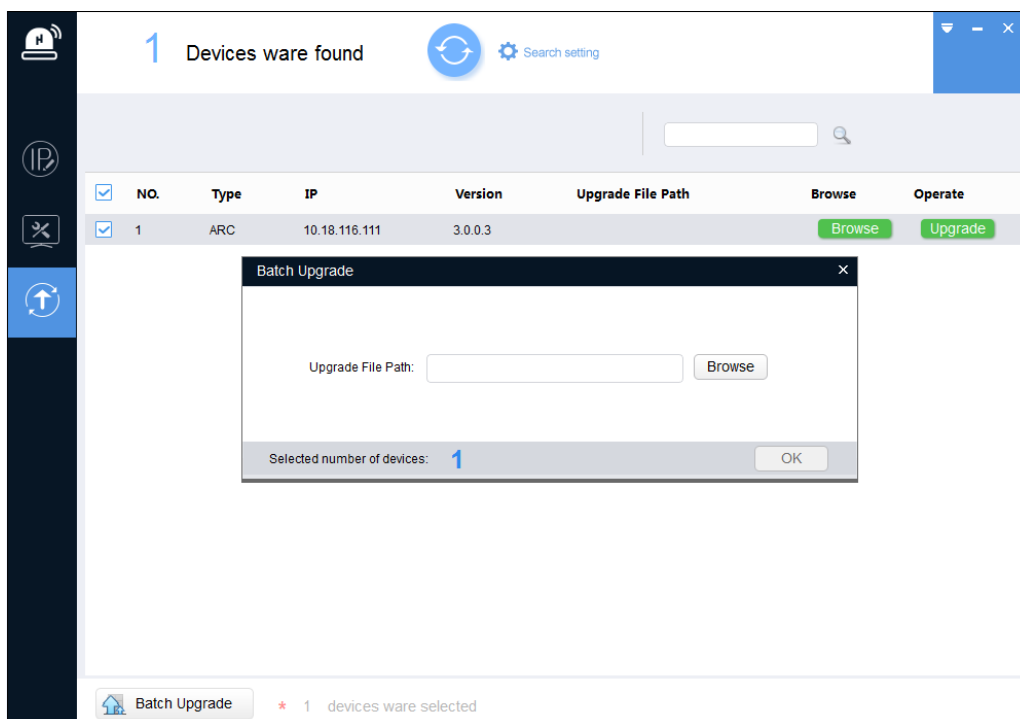 1 Devices ware found Search setting
NO. Type IP Version Upgrade File Path Browse Operate
1 ARC 10.18.116.111 3.0.0.3 Browse Upgrade
Batch Upgrade
Upgrade File Path: Browse
Selected number of devices: 1 OK
Batch Upgrade * 1 devices ware selected
IP
H